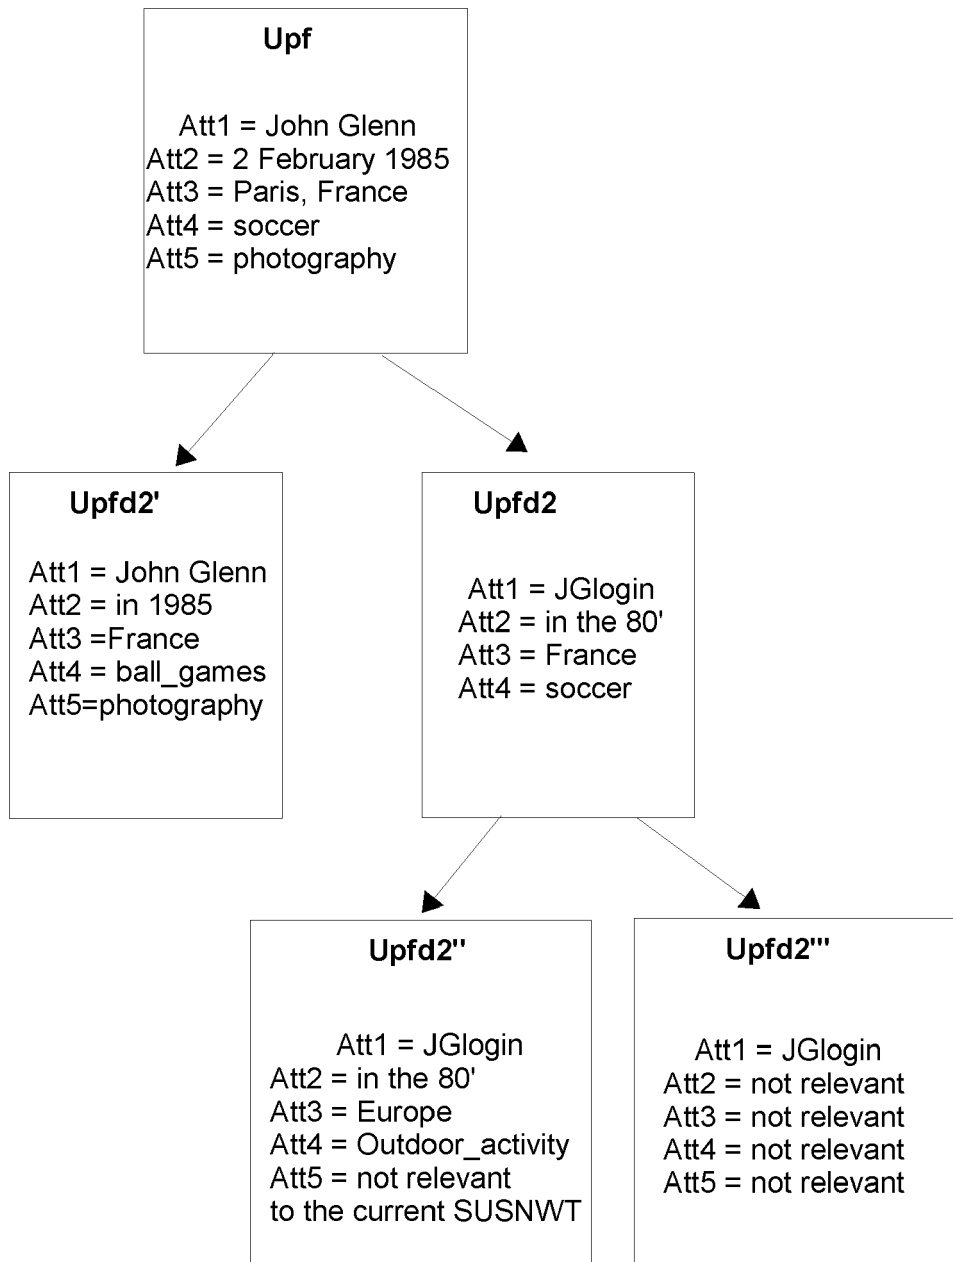 Upf
Att1 = John Glenn
Att2 = 2 February 1985
Att3 = Paris, France
Att4 = soccer
Att5 = photography
Upfd2'
Att1 = John Glenn
Att2 = in 1985
Att3 =France
Att4 = ball_games
Att5=photography
Upfd2
Att1 = JGlogin
Att2 = in the 80'
Att3 = France
Att4 = soccer
Upfd2''
Att1 = JGlogin
Att2 = in the 80'
Att3 = Europe
Att4 = Outdoor_activity
Att5 = not relevant
to the current SUSNWT
Upfd2'''
Att1 = JGlogin
Att2 = not relevant
Att3 = not relevant
Att4 = not relevant
Att5 = not relevant